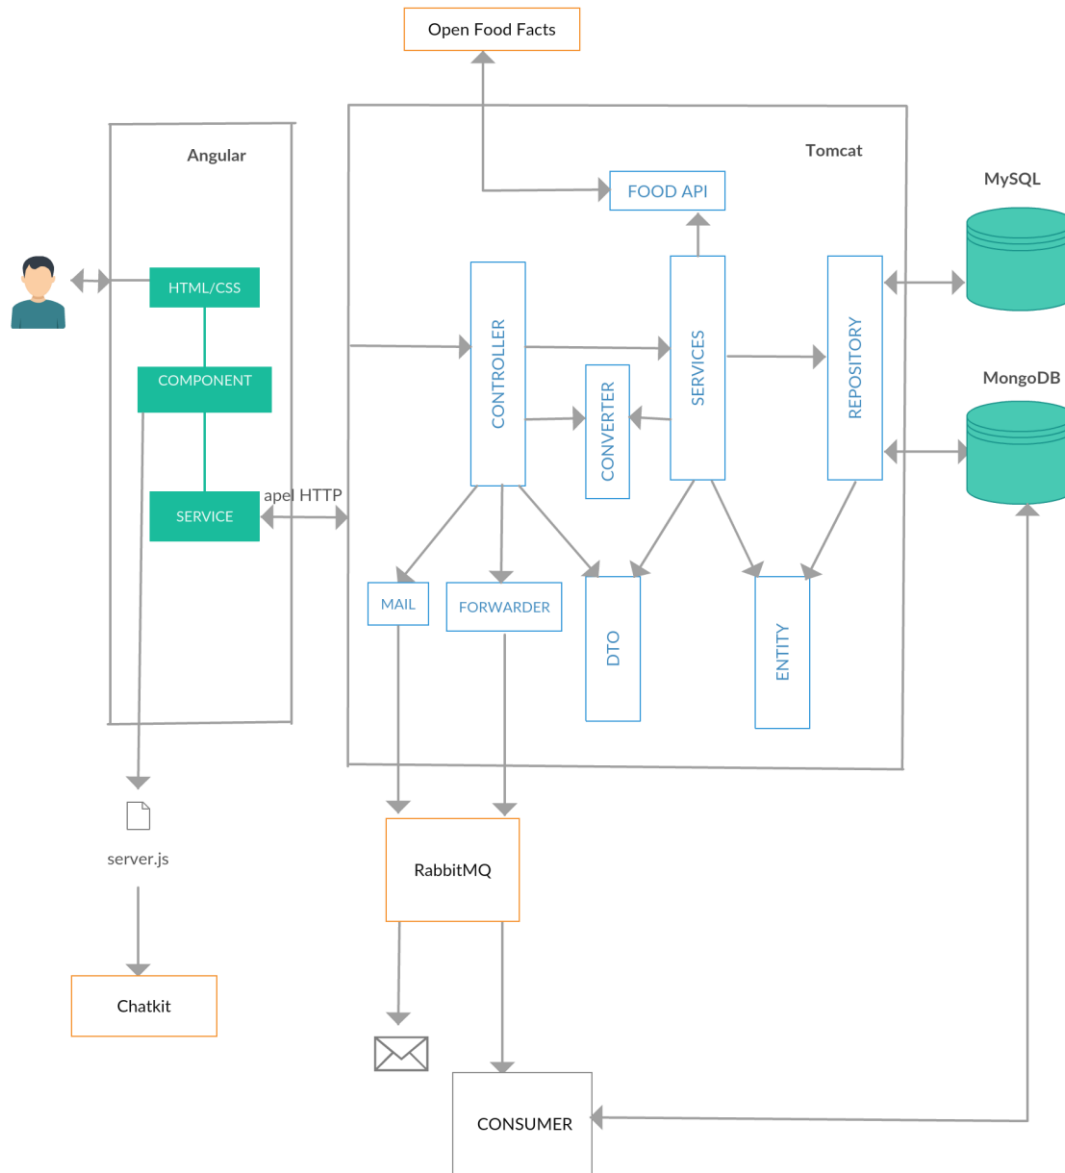 Open Food Facts
Angular
Tomcat
MySQL
FOOD API
HTML/CSS
CONTROLLER
SERVICES
REPOSITORY
COMPONENT
CONVERTER
MongoDB
apel HTTP
SERVICE
MAIL
FORWARDER
DTO
ENTITY
server.js
RabbitMQ
Chatkit
CONSUMER